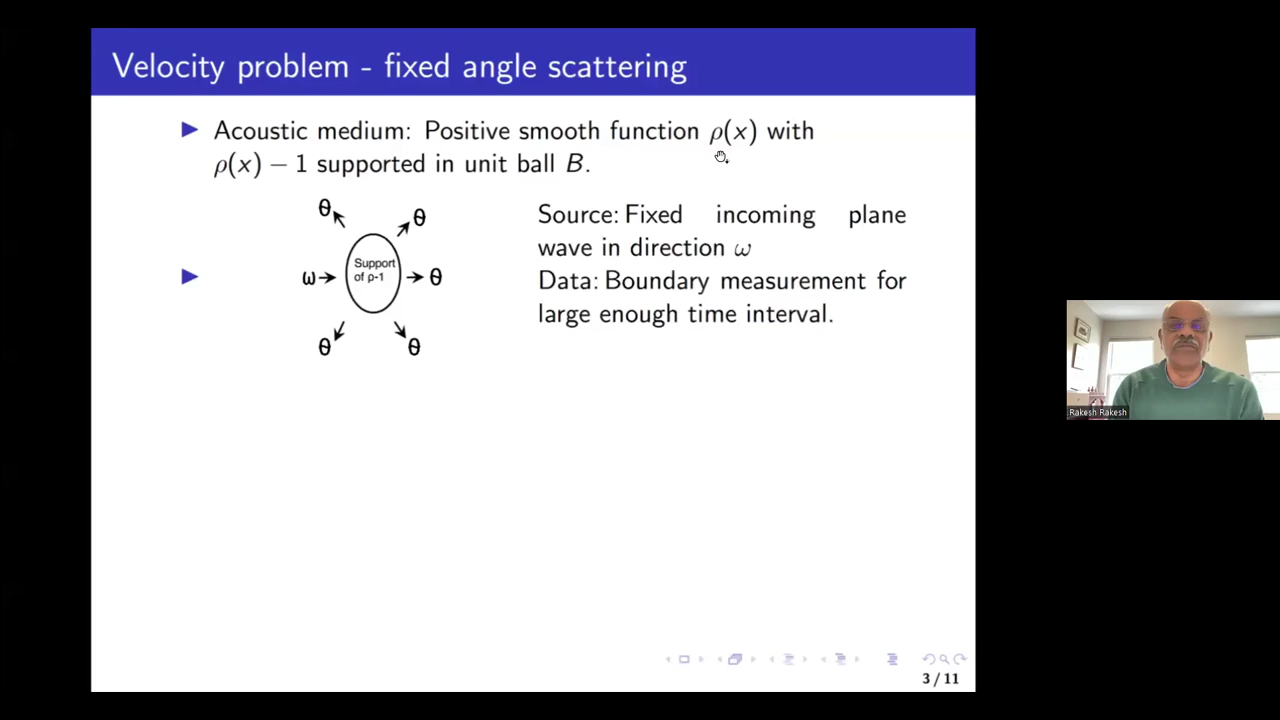 Velocity problem - fixed angle scattering
Acoustic medium: Positive smooth function ρ(x) with
ρ(x) − 1 supported in unit ball B.
θ
θ
ω
Support
of ρ-1
θ
θ
θ
Source: Fixed incoming plane
wave in direction ω
Data: Boundary measurement for
large enough time interval.
Rakesh Rakesh
3 / 11